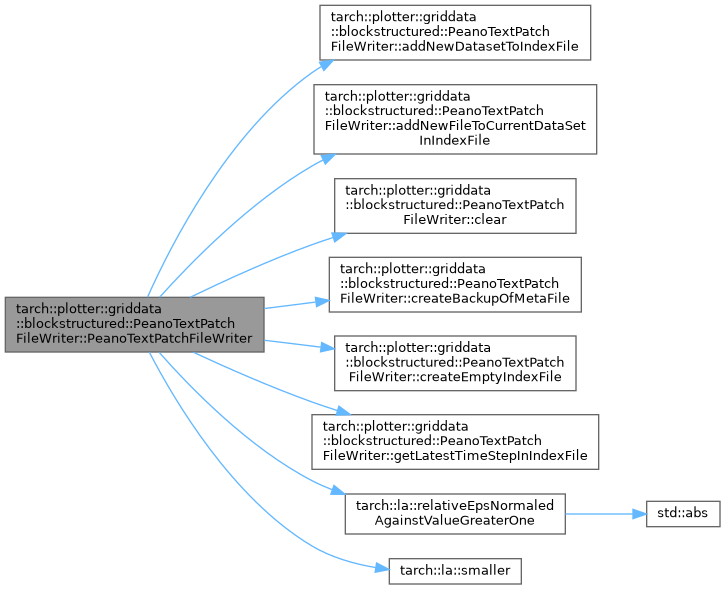 tarch::plotter::griddata
::blockstructured::PeanoTextPatch
FileWriter::addNewDatasetToIndexFile
tarch::plotter::griddata
::blockstructured::PeanoTextPatch
FileWriter::addNewFileToCurrentDataSet
InIndexFile
tarch::plotter::griddata
::blockstructured::PeanoTextPatch
FileWriter::clear
tarch::plotter::griddata
::blockstructured::PeanoTextPatch
FileWriter::createBackupOfMetaFile
tarch::plotter::griddata
::blockstructured::PeanoTextPatch
FileWriter::PeanoTextPatchFileWriter
tarch::plotter::griddata
::blockstructured::PeanoTextPatch
FileWriter::createEmptyIndexFile
tarch::plotter::griddata
::blockstructured::PeanoTextPatch
FileWriter::getLatestTimeStepInIndexFile
tarch::la::relativeEpsNormaled
AgainstValueGreaterOne
std::abs
tarch::la::smaller